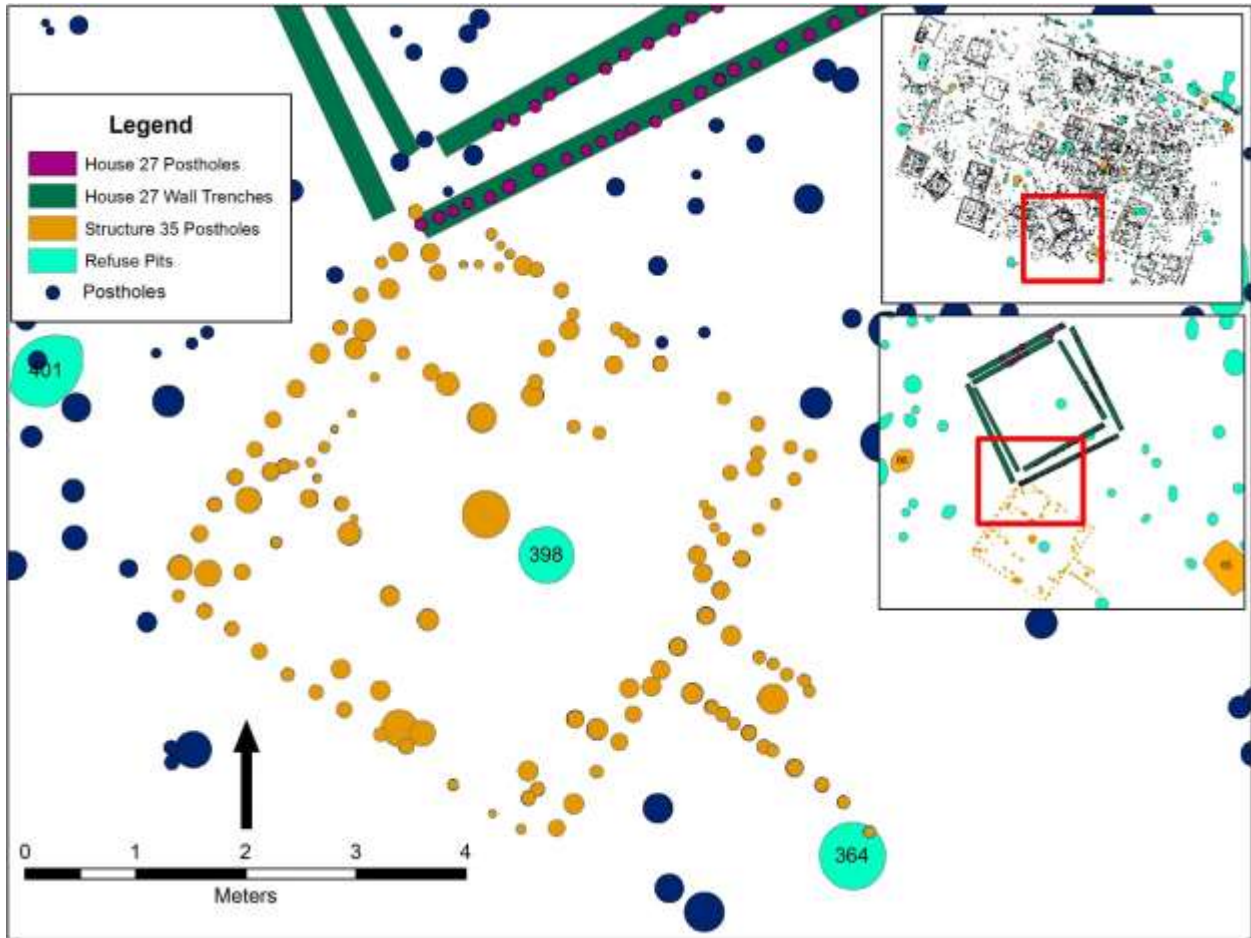 Legend
House 27 Postholes
House 27 Wall Trenches
Structure 35 Postholes
Refuse Pits
Postholes
401
398
364
0 1 2 3 4
Meters